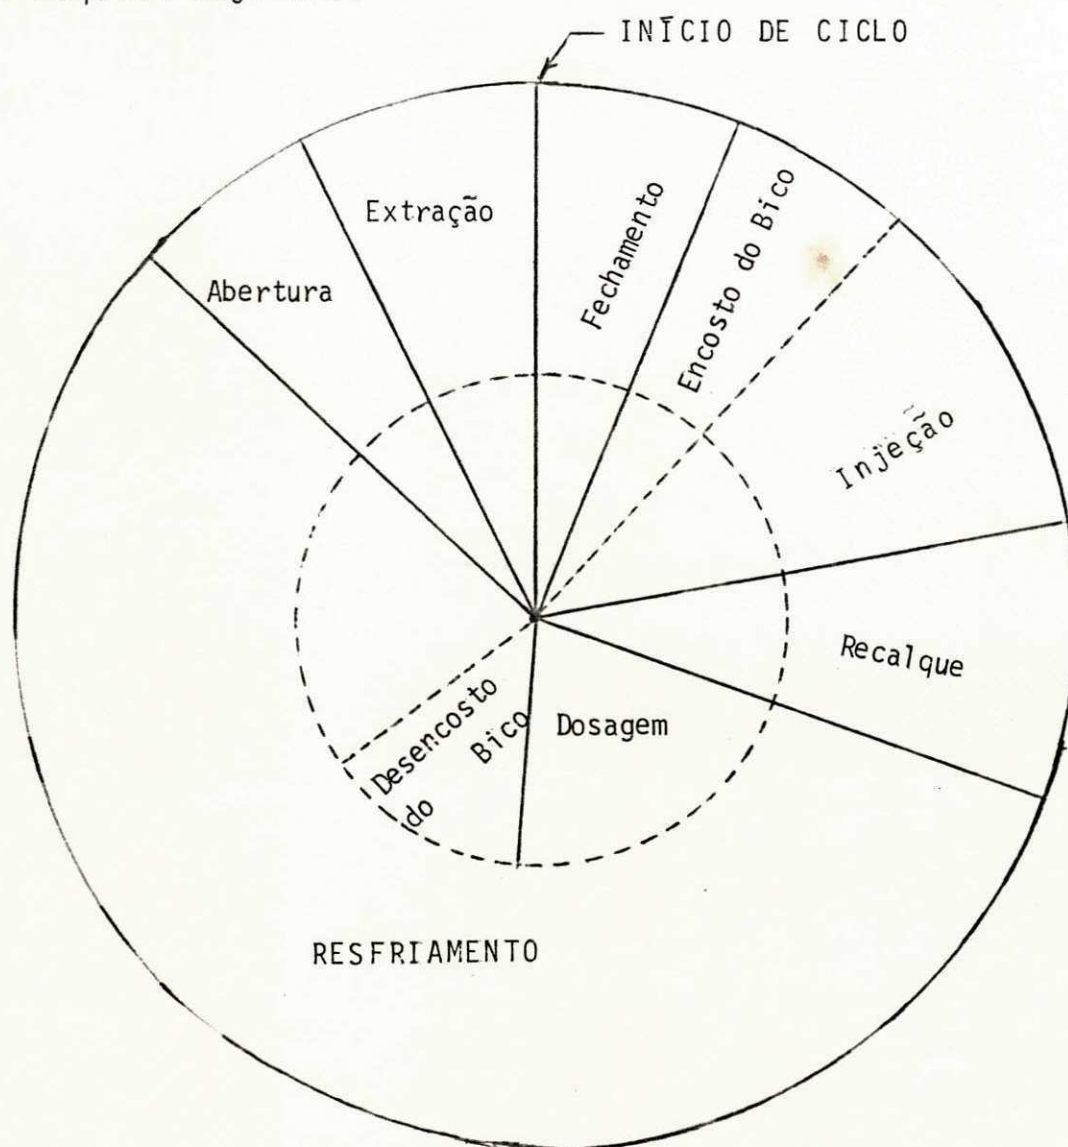 INÍCIO DE CICLO
Extração
Fechamento
Encosto do Bico
Abertura
Injeção
Recalque
Dosagem
Desencosto
do Bico
RESFRIAMENTO